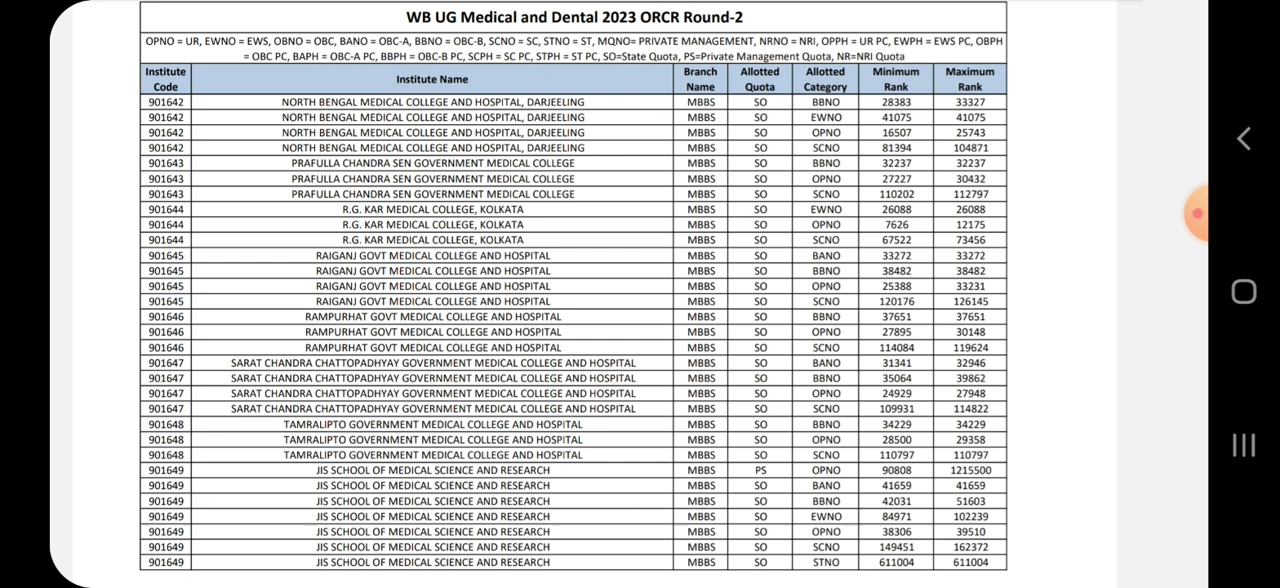 WB UG Medical and Dental 2023 ORCR Round-2
OPNO = UR, EWNO = EWS, OBNO = OBC, BANO = OBC-A, BBNO = OBC-B, SCNO = SC, STNO = ST, MQNO= PRIVATE MANAGEMENT, NRNO = NRI, OPPH = UR PC, EWPH = EWS PC, OBPH
= OBC PC, BAPH = OBC-A PC, BBPH = OBC-B PC, SCPH = SC PC, STPH = ST PC, SO=State Quota, PS=Private Management Quota, NR=NRI Quota
Institute Code Institute Name Branch Name Allotted Quota Allotted Category Minimum Rank Maximum Rank
901642 NORTH BENGAL MEDICAL COLLEGE AND HOSPITAL, DARJEELING MBBS SO BBNO 28383 33327
901642 NORTH BENGAL MEDICAL COLLEGE AND HOSPITAL, DARJEELING MBBS SO EWNO 41075 41075
901642 NORTH BENGAL MEDICAL COLLEGE AND HOSPITAL, DARJEELING MBBS SO OPNO 16507 25743
901642 NORTH BENGAL MEDICAL COLLEGE AND HOSPITAL, DARJEELING MBBS SO SCNO 81394 104871
901643 PRAFULLA CHANDRA SEN GOVERNMENT MEDICAL COLLEGE MBBS SO BBNO 32237 32237
901643 PRAFULLA CHANDRA SEN GOVERNMENT MEDICAL COLLEGE MBBS SO OPNO 27227 30432
901643 PRAFULLA CHANDRA SEN GOVERNMENT MEDICAL COLLEGE MBBS SO SCNO 110202 112797
901644 R.G. KAR MEDICAL COLLEGE, KOLKATA MBBS SO EWNO 26088 26088
901644 R.G. KAR MEDICAL COLLEGE, KOLKATA MBBS SO OPNO 7626 12175
901644 R.G. KAR MEDICAL COLLEGE, KOLKATA MBBS SO SCNO 67522 73456
901645 RAIGANJ GOVT MEDICAL COLLEGE AND HOSPITAL MBBS SO BANO 33272 33272
901645 RAIGANJ GOVT MEDICAL COLLEGE AND HOSPITAL MBBS SO BBNO 38482 38482
901645 RAIGANJ GOVT MEDICAL COLLEGE AND HOSPITAL MBBS SO OPNO 25388 33231
901645 RAIGANJ GOVT MEDICAL COLLEGE AND HOSPITAL MBBS SO SCNO 120176 126145
901646 RAMPURHAT GOVT MEDICAL COLLEGE AND HOSPITAL MBBS SO BBNO 37651 37651
901646 RAMPURHAT GOVT MEDICAL COLLEGE AND HOSPITAL MBBS SO OPNO 27895 30148
901646 RAMPURHAT GOVT MEDICAL COLLEGE AND HOSPITAL MBBS SO SCNO 114084 119624
901647 SARAT CHANDRA CHATTOPADHYAY GOVERNMENT MEDICAL COLLEGE AND HOSPITAL MBBS SO BANO 31341 32946
901647 SARAT CHANDRA CHATTOPADHYAY GOVERNMENT MEDICAL COLLEGE AND HOSPITAL MBBS SO BBNO 35064 39862
901647 SARAT CHANDRA CHATTOPADHYAY GOVERNMENT MEDICAL COLLEGE AND HOSPITAL MBBS SO OPNO 24929 27948
901647 SARAT CHANDRA CHATTOPADHYAY GOVERNMENT MEDICAL COLLEGE AND HOSPITAL MBBS SO SCNO 109931 114822
901648 TAMRALIPTO GOVERNMENT MEDICAL COLLEGE AND HOSPITAL MBBS SO BBNO 34229 34229
901648 TAMRALIPTO GOVERNMENT MEDICAL COLLEGE AND HOSPITAL MBBS SO OPNO 28500 29358
901648 TAMRALIPTO GOVERNMENT MEDICAL COLLEGE AND HOSPITAL MBBS SO SCNO 110797 110797
901649 JIS SCHOOL OF MEDICAL SCIENCE AND RESEARCH MBBS PS OPNO 90808 1215500
901649 JIS SCHOOL OF MEDICAL SCIENCE AND RESEARCH MBBS SO BANO 41659 41659
901649 JIS SCHOOL OF MEDICAL SCIENCE AND RESEARCH MBBS SO BBNO 42031 51603
901649 JIS SCHOOL OF MEDICAL SCIENCE AND RESEARCH MBBS SO EWNO 84971 102239
901649 JIS SCHOOL OF MEDICAL SCIENCE AND RESEARCH MBBS SO OPNO 38306 39510
901649 JIS SCHOOL OF MEDICAL SCIENCE AND RESEARCH MBBS SO SCNO 149451 162372
901649 JIS SCHOOL OF MEDICAL SCIENCE AND RESEARCH MBBS SO STNO 611004 611004